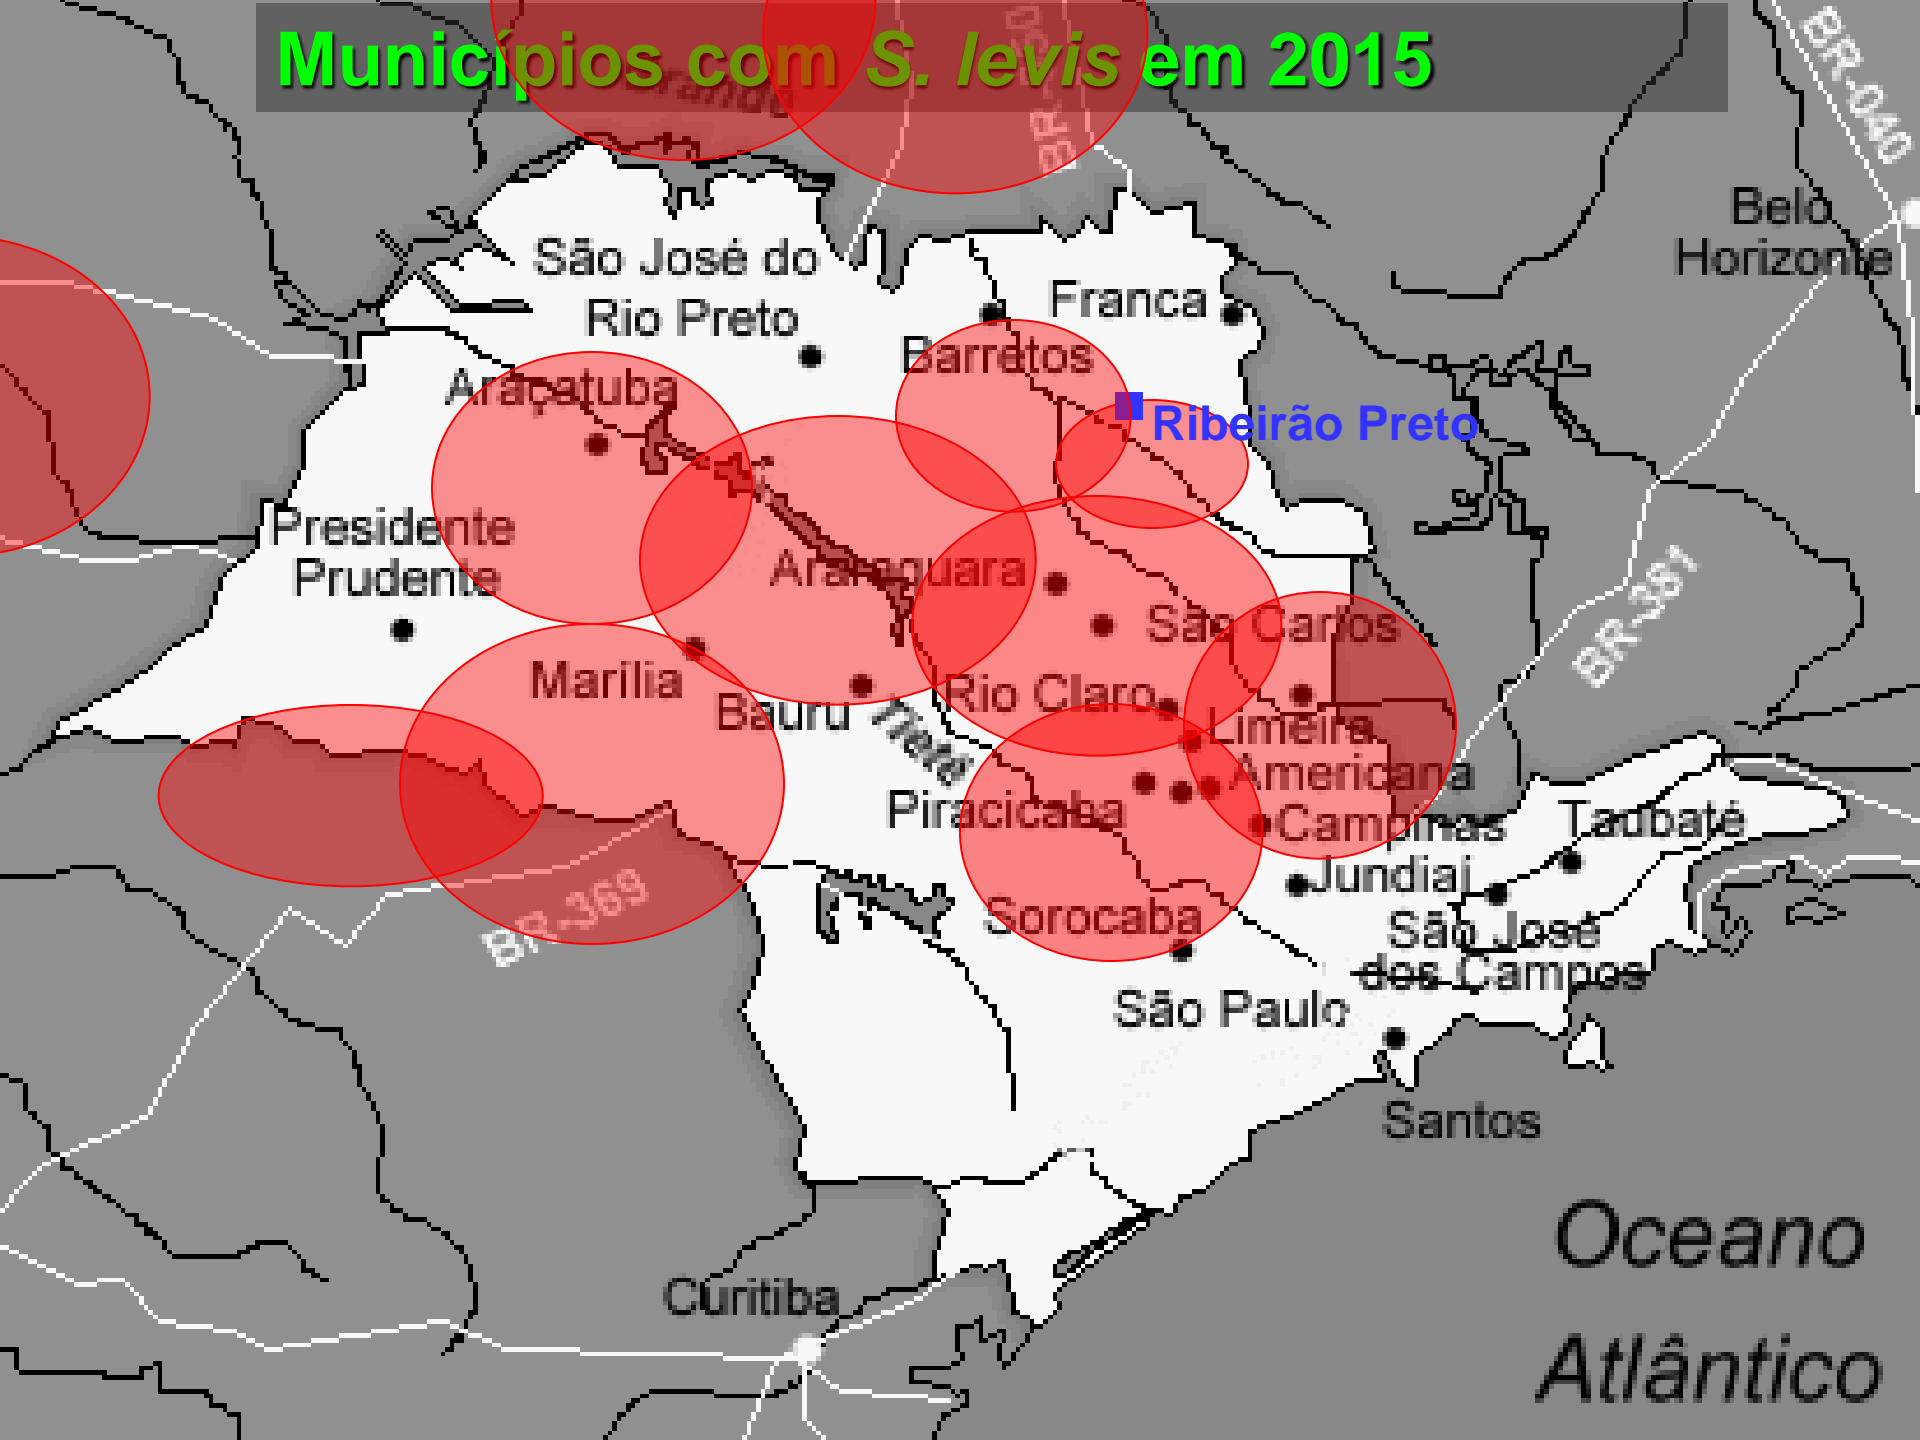 Municípios com S. levis em 2015
Grande
BR-040
Belo
Horizonte
São José do
Rio Preto
Franca
Barretos
Araçatuba
Ribeirão Preto
Presidente
Prudente
Araraquara
São Carlos
BR-381
Marília
Bauru
Tietê
Rio Claro
Limeira
Americana
Piracicaba
Campinas
Taubaté
Jundiaí
BR-369
Sorocaba
São José
dos Campos
São Paulo
Santos
Oceano
Atlântico
Curitiba